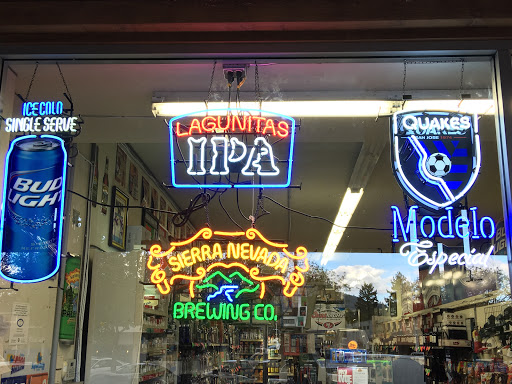 ICE COLD
SINGLE SERVE
BUD
LIGHT
LAGUNITAS
IPA
SIERRA NEVADA
BREWING CO.
QUAKES
SAN JOSE
Modelo
Especial